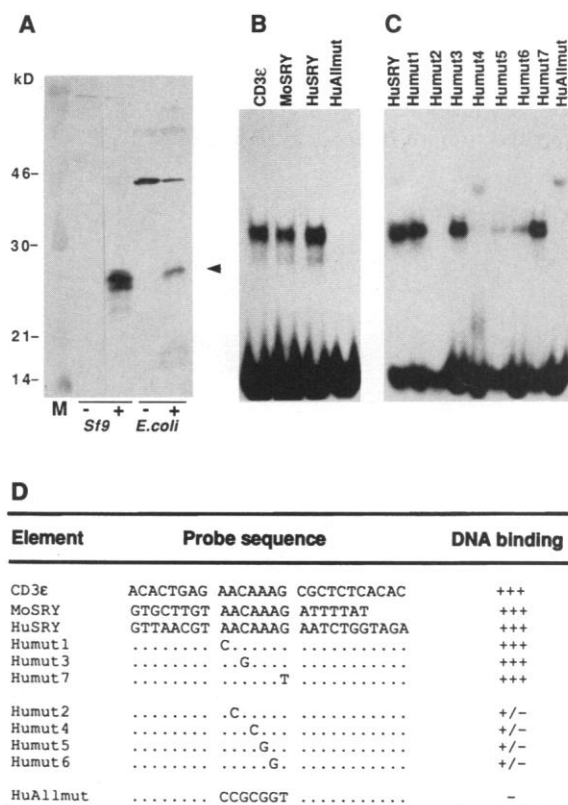 A
B
C
kD
46-
30-
21-
14-
M - + - +
Sf9 E.coli
CD3ε
MoSRY
HuSRY
HuAllmut
HuSRY
Humut1
Humut2
Humut3
Humut4
Humut5
Humut6
Humut7
HuAllmut
D
Element Probe sequence DNA binding
CD3ε ACACTGAG AACAAAG CGCTCTCACAC +++
MoSRY GTGCTTGT AACAAAG ATTTTAT +++
HuSRY GTTAACGT AACAAAG AATCTGGTAGA +++
Humut1 ........ C...... ........... +++
Humut3 ........ ..G.... ........... +++
Humut7 ........ ......T ........... +++
Humut2 ........ .C..... ........... +/-
Humut4 ........ ...C... ........... +/-
Humut5 ........ ....G.. ........... +/-
Humut6 ........ .....G. ........... +/-
HuAllmut ........ CCGCGGT ........... -